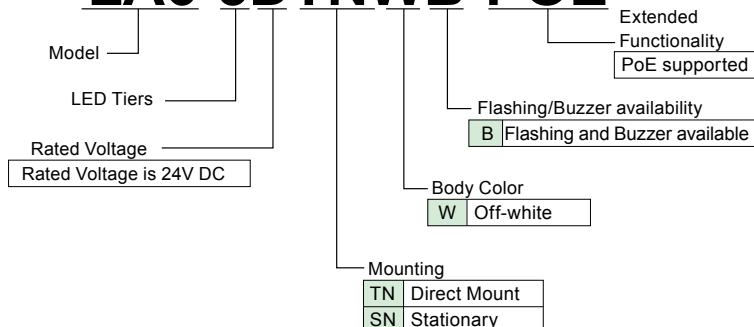 Extended
Functionality
PoE supported
Model
LED Tiers
Flashing/Buzzer availability
B Flashing and Buzzer available
Rated Voltage
Rated Voltage is 24V DC
Body Color
W Off-white
Mounting
TN Direct Mount
SN Stationary